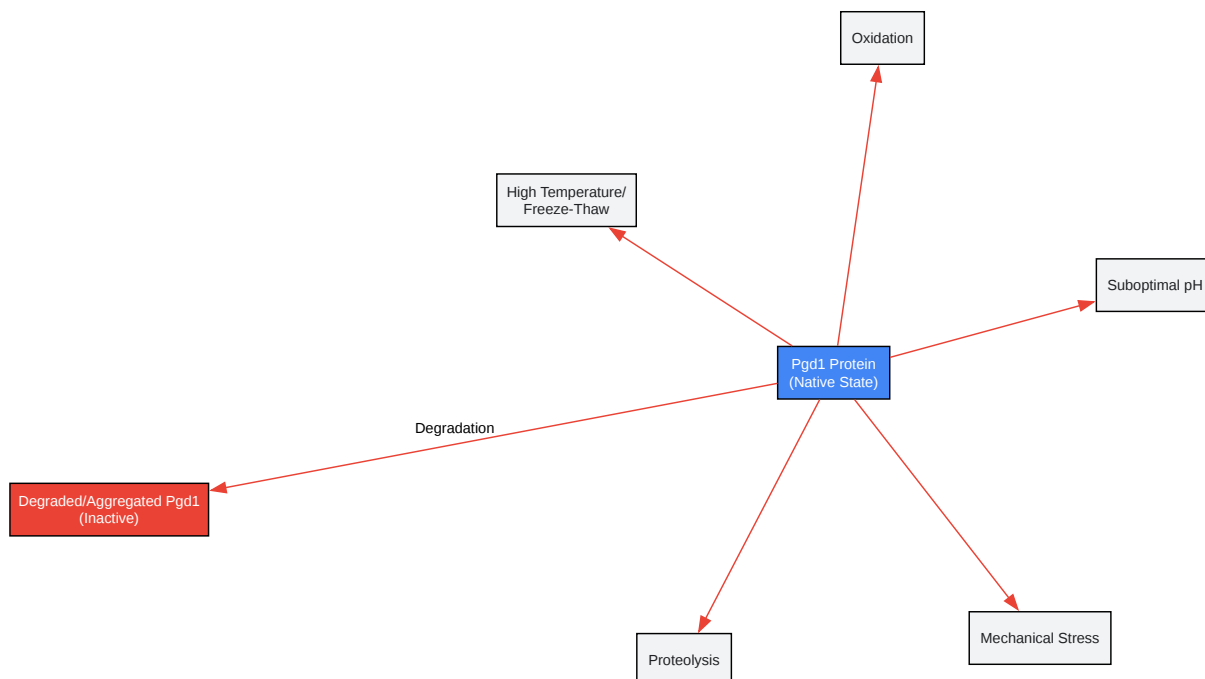 Oxidation
High Temperature/
Freeze-Thaw
Suboptimal pH
Pgd1 Protein
(Native State)
Degradation
Degraded/Aggregated Pgd1
(Inactive)
Mechanical Stress
Proteolysis